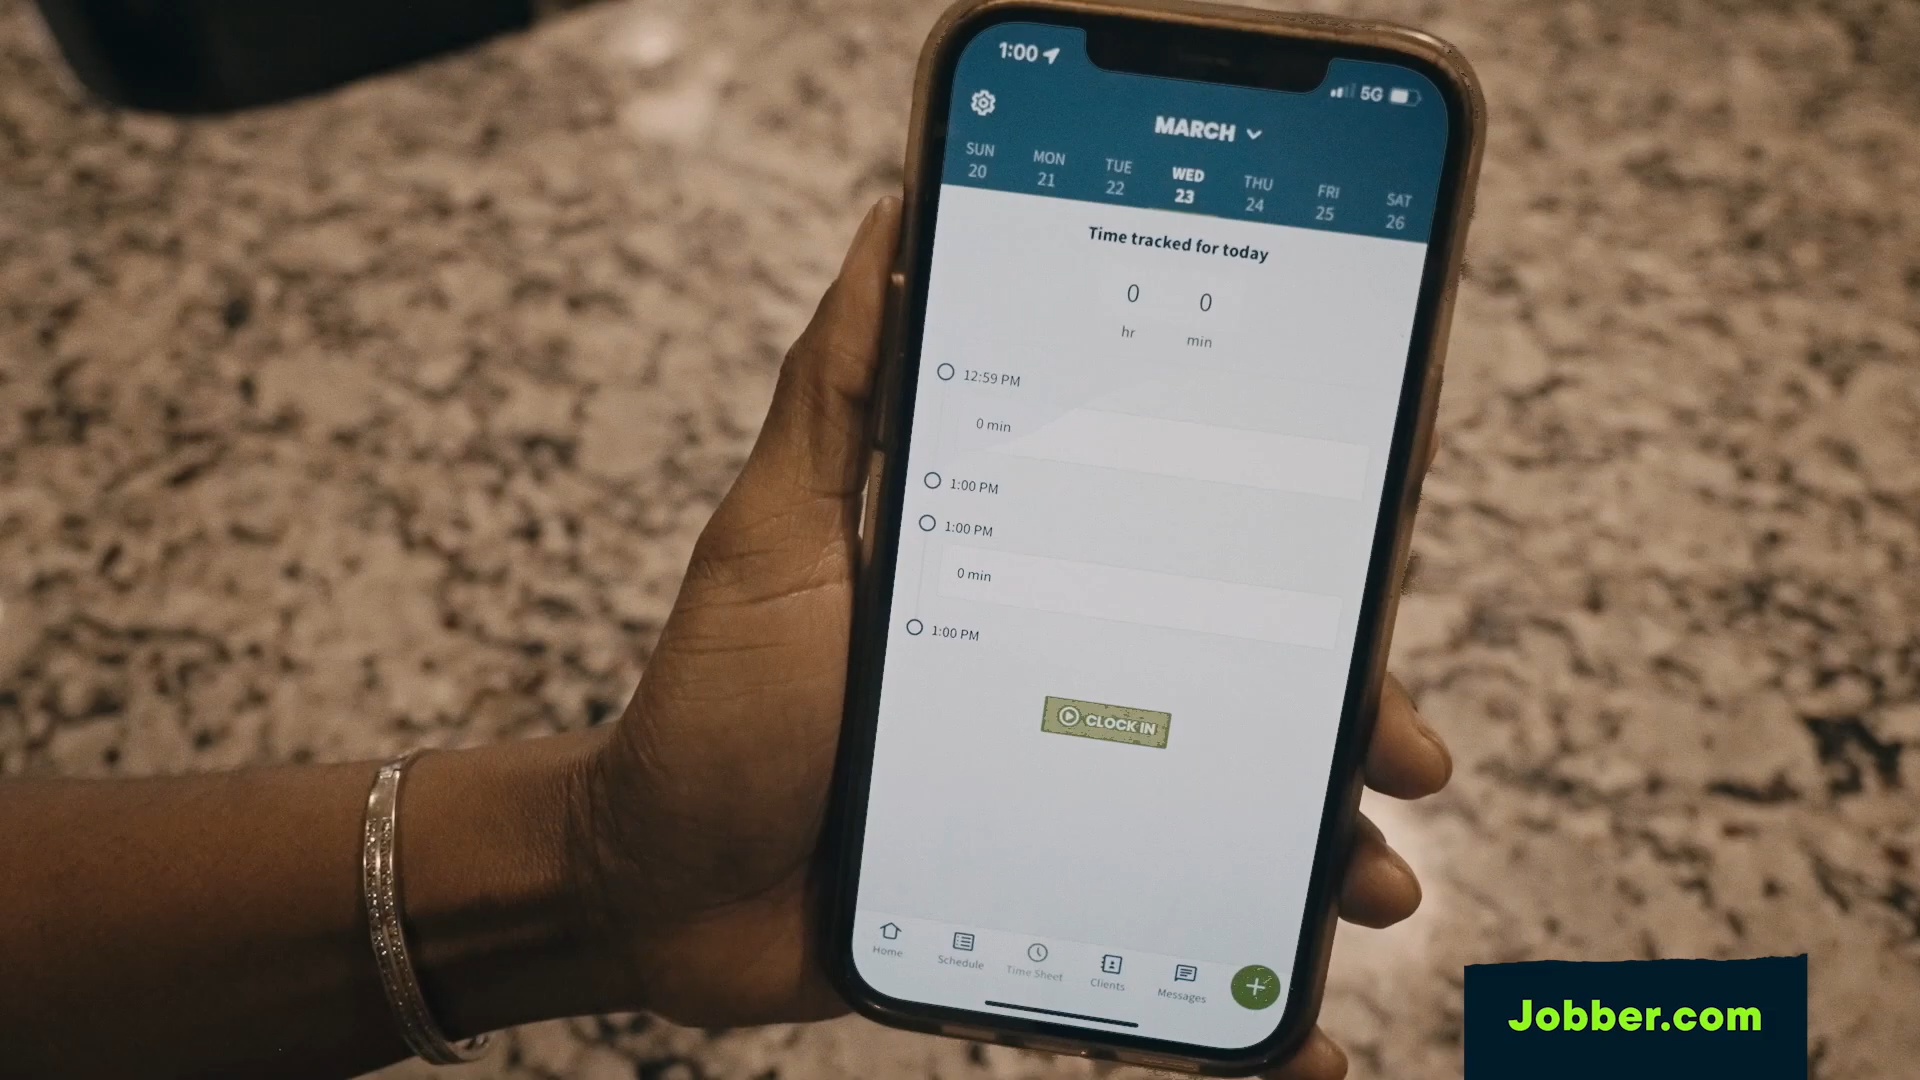 1:00 5G
MARCH
SUN MON TUE WED THU FRI SAT
20 21 22 23 24 25 26
Time tracked for today
0 0
hr min
12:59 PM
0 min
1:00 PM
1:00 PM
0 min
1:00 PM
CLOCK IN
Home Schedule Time Sheet Clients Messages
Jobber.com